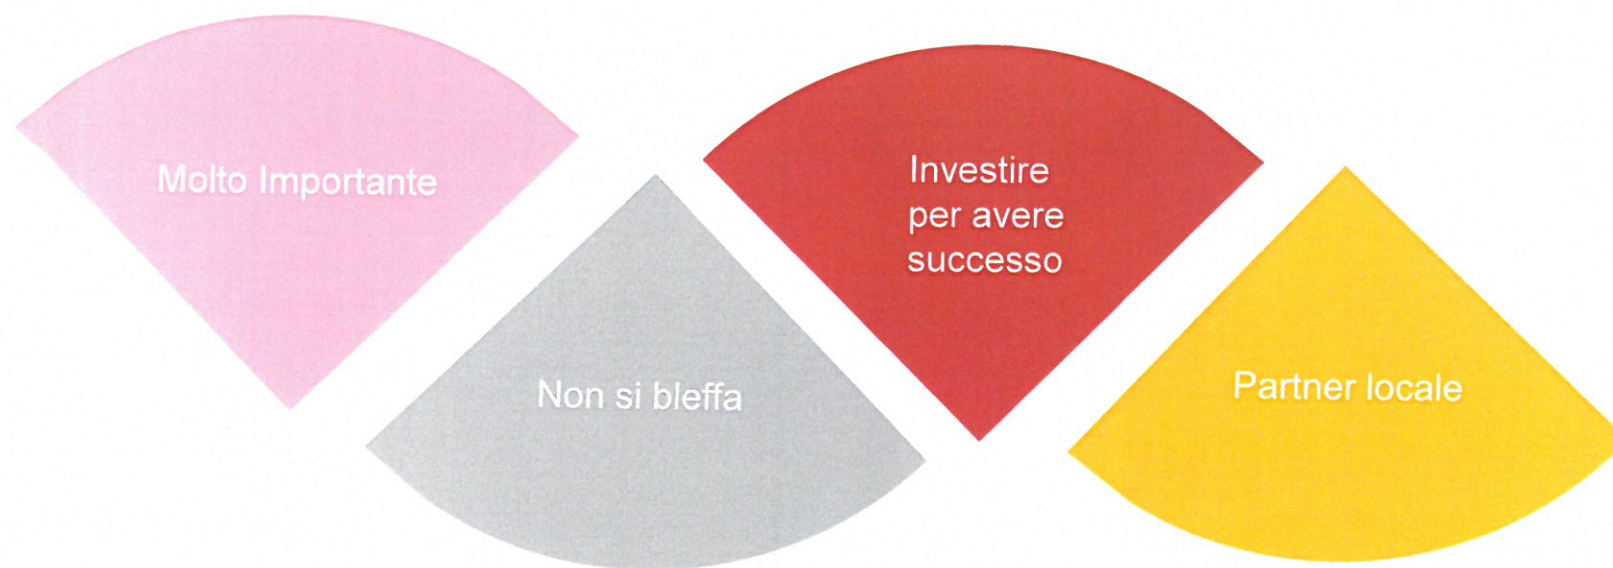 Molto Importante
Non si bleffa
Investire
per avere
successo
Partner locale